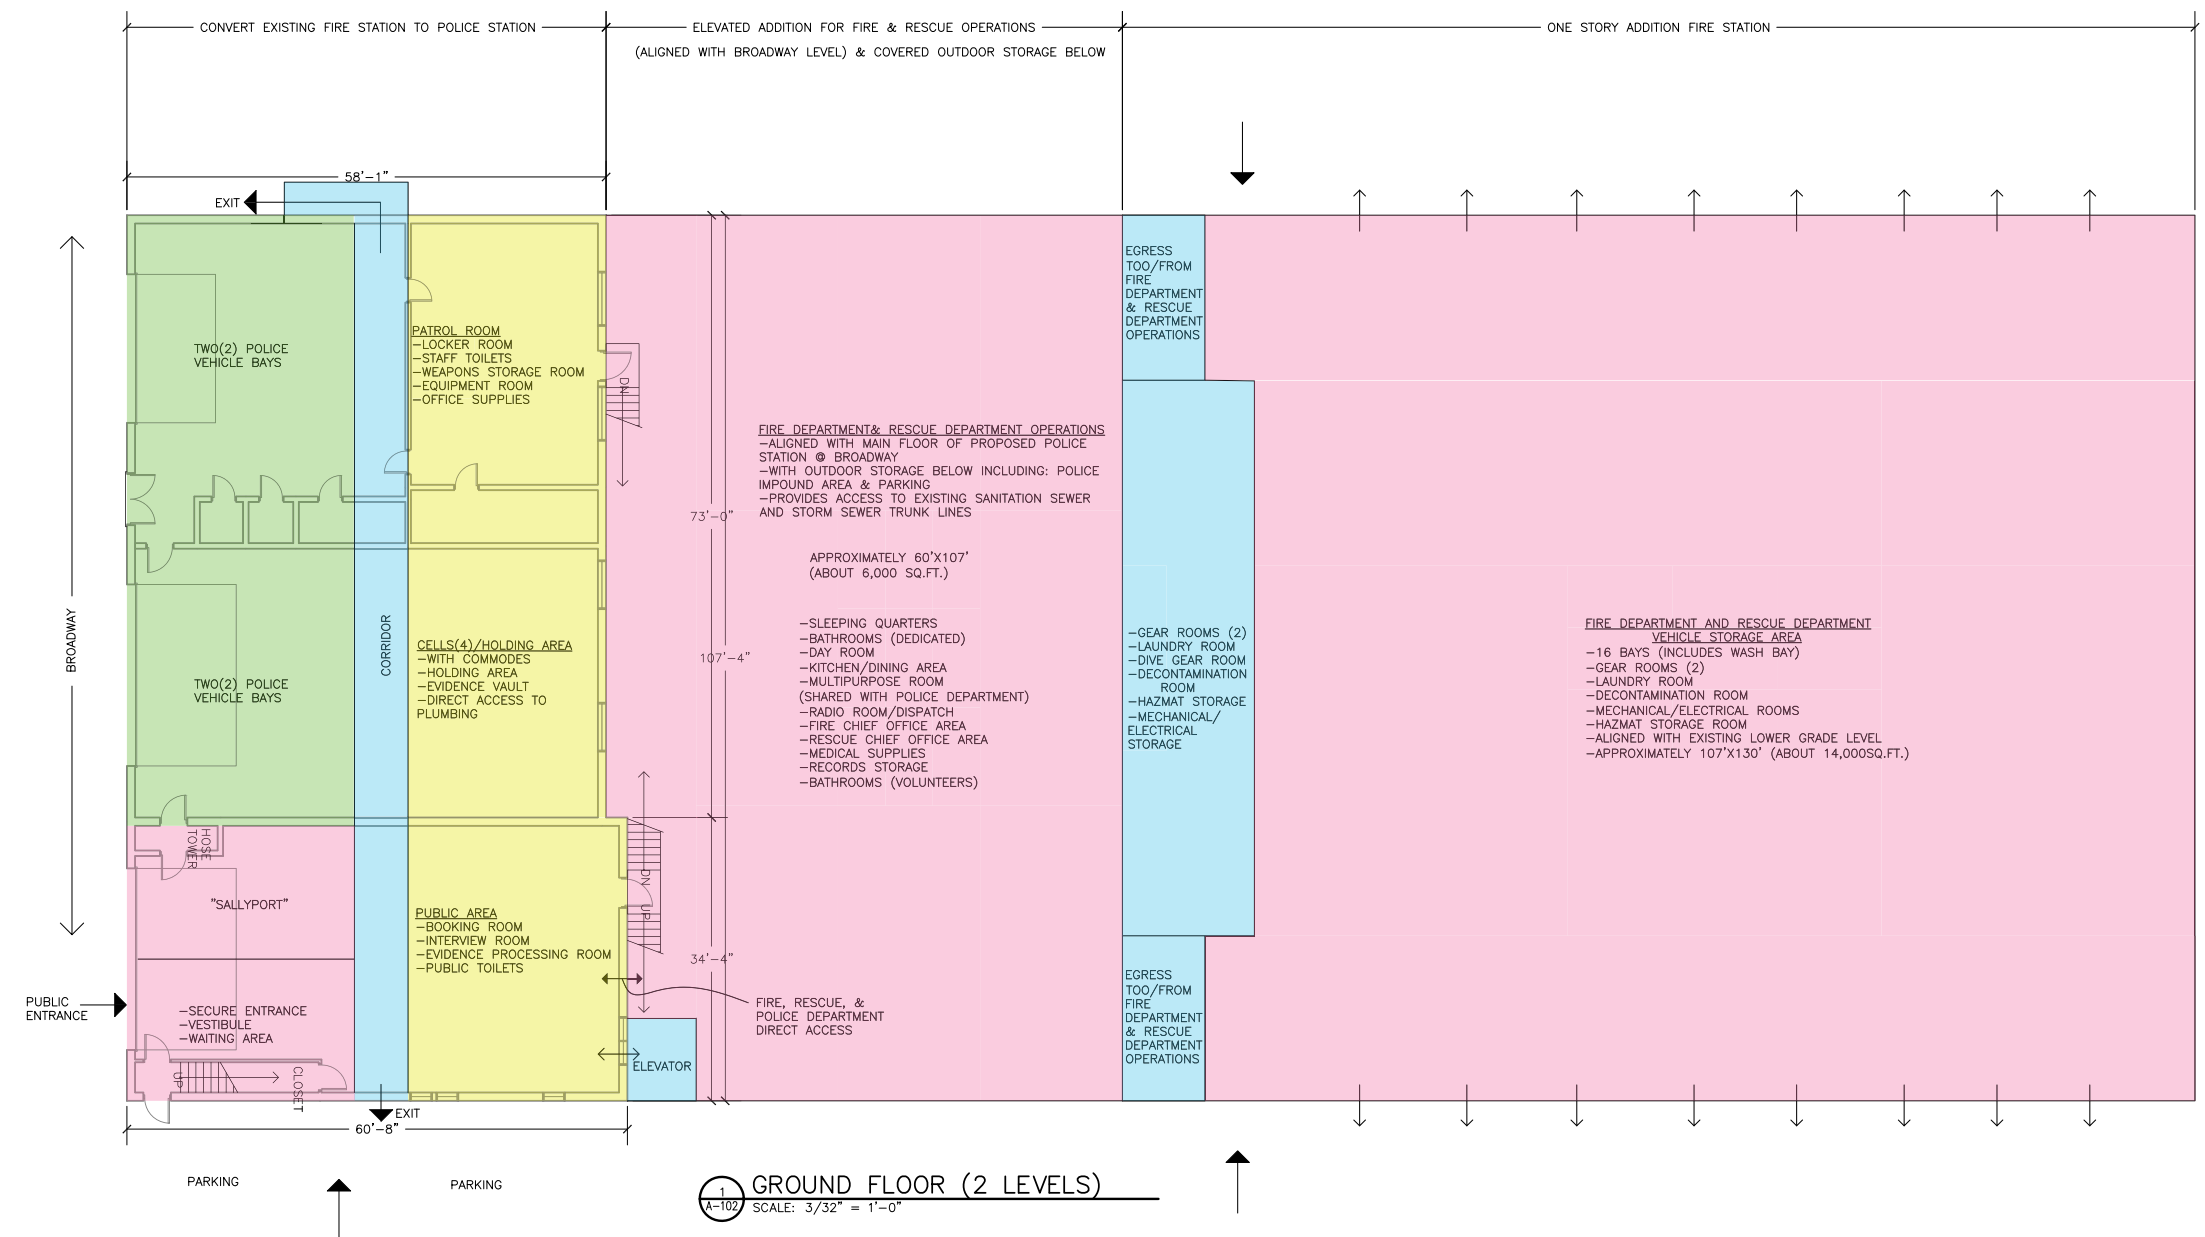 CONVERT EXISTING FIRE STATION TO POLICE STATION
ELEVATED ADDITION FOR FIRE & RESCUE OPERATIONS
(ALIGNED WITH BROADWAY LEVEL) & COVERED OUTDOOR STORAGE BELOW
ONE STORY ADDITION FIRE STATION
58'-1"
EXIT
BROADWAY
TWO(2) POLICE
VEHICLE BAYS
PATROL ROOM
-LOCKER ROOM
-STAFF TOILETS
-WEAPONS STORAGE ROOM
-EQUIPMENT ROOM
-OFFICE SUPPLIES
DN
CORRIDOR
TWO(2) POLICE
VEHICLE BAYS
CELLS(4)/HOLDING AREA
-WITH COMMODES
-HOLDING AREA
-EVIDENCE VAULT
-DIRECT ACCESS TO
PLUMBING
HOSE
TOWER
"SALLYPORT"
PUBLIC AREA
-BOOKING ROOM
-INTERVIEW ROOM
-EVIDENCE PROCESSING ROOM
-PUBLIC TOILETS
DN
UP
PUBLIC
ENTRANCE
-SECURE ENTRANCE
-VESTIBULE
-WAITING AREA
UP
CLOSET
ELEVATOR
EXIT
60'-8"
PARKING
PARKING
73'-0"
107'-4"
34'-4"
FIRE DEPARTMENT& RESCUE DEPARTMENT OPERATIONS
-ALIGNED WITH MAIN FLOOR OF PROPOSED POLICE
STATION @ BROADWAY
-WITH OUTDOOR STORAGE BELOW INCLUDING: POLICE
IMPOUND AREA & PARKING
-PROVIDES ACCESS TO EXISTING SANITATION SEWER
AND STORM SEWER TRUNK LINES
APPROXIMATELY 60'X107'
(ABOUT 6,000 SQ.FT.)
-SLEEPING QUARTERS
-BATHROOMS (DEDICATED)
-DAY ROOM
-KITCHEN/DINING AREA
-MULTIPURPOSE ROOM
(SHARED WITH POLICE DEPARTMENT)
-RADIO ROOM/DISPATCH
-FIRE CHIEF OFFICE AREA
-RESCUE CHIEF OFFICE AREA
-MEDICAL SUPPLIES
-RECORDS STORAGE
-BATHROOMS (VOLUNTEERS)
FIRE, RESCUE, &
POLICE DEPARTMENT
DIRECT ACCESS
EGRESS
TOO/FROM
FIRE
DEPARTMENT
& RESCUE
DEPARTMENT
OPERATIONS
-GEAR ROOMS (2)
-LAUNDRY ROOM
-DIVE GEAR ROOM
-DECONTAMINATION
ROOM
-HAZMAT STORAGE
-MECHANICAL/
ELECTRICAL
STORAGE
EGRESS
TOO/FROM
FIRE
DEPARTMENT
& RESCUE
DEPARTMENT
OPERATIONS
FIRE DEPARTMENT AND RESCUE DEPARTMENT
VEHICLE STORAGE AREA
-16 BAYS (INCLUDES WASH BAY)
-GEAR ROOMS (2)
-LAUNDRY ROOM
-DECONTAMINATION ROOM
-MECHANICAL/ELECTRICAL ROOMS
-HAZMAT STORAGE ROOM
-ALIGNED WITH EXISTING LOWER GRADE LEVEL
-APPROXIMATELY 107'X130' (ABOUT 14,000SQ.FT.)
1
A-102
GROUND FLOOR (2 LEVELS)
SCALE: 3/32" = 1'-0"